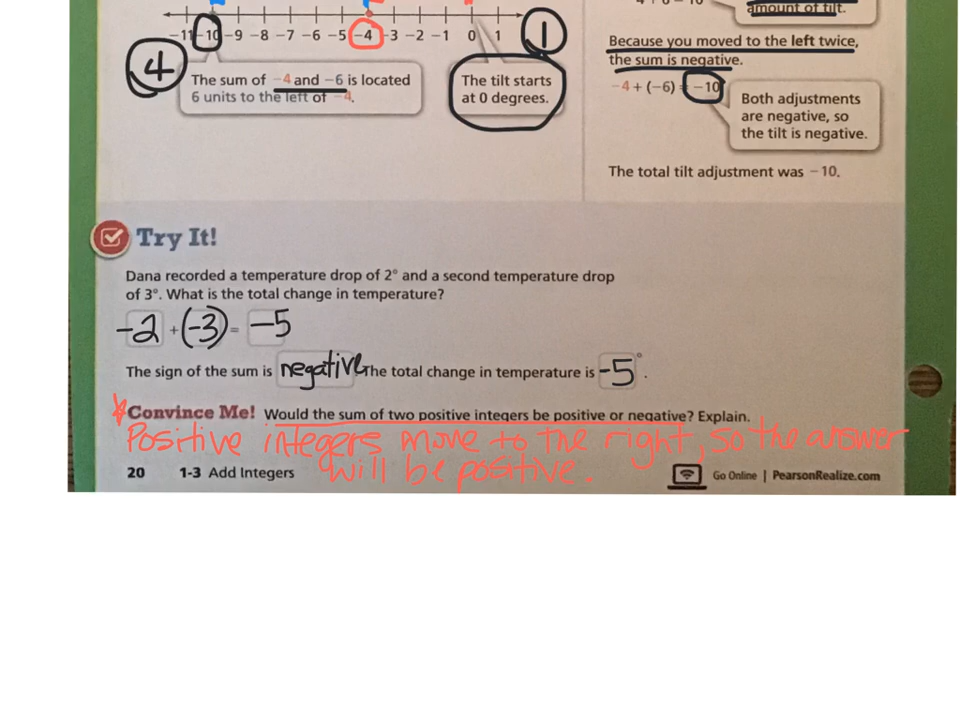 -11 -10 -9 -8 -7 -6 -5 -4 -3 -2 -1 0 1
1
4
The sum of -4 and -6 is located
6 units to the left of -4.
The tilt starts
at 0 degrees.
amount of tilt.
Because you moved to the left twice,
the sum is negative.
-4 + (-6) = -10
Both adjustments
are negative, so
the tilt is negative.
The total tilt adjustment was -10.
Try It!
Dana recorded a temperature drop of 2° and a second temperature drop
of 3°. What is the total change in temperature?
-2 + (-3) = -5
The sign of the sum is negative. The total change in temperature is -5°.
Convince Me! Would the sum of two positive integers be positive or negative? Explain.
Positive integers move to the right, so the answer
will be positive.
20 1-3 Add Integers
Go Online | PearsonRealize.com